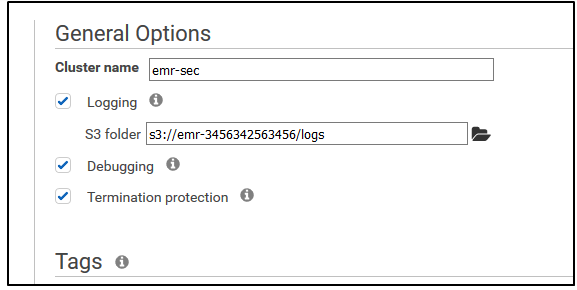 General Options
Cluster name emr-sec
Logging
S3 folder s3://emr-3456342563456/logs
Debugging
Termination protection
Tags